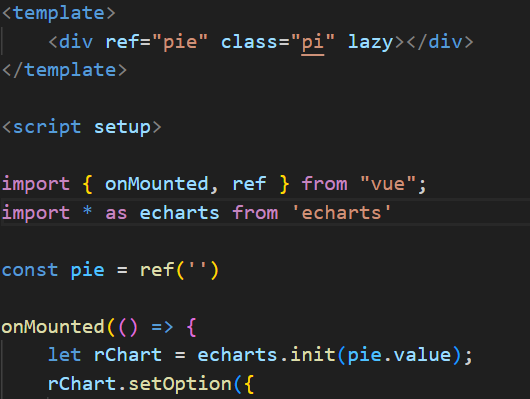 <template>
<div ref="pie" class="pi" lazy></div>
</template>
<script setup>
import { onMounted, ref } from "vue";
import * as echarts from 'echarts'
const pie = ref('')
onMounted(() => {
let rChart = echarts.init(pie.value);
rChart.setOption({